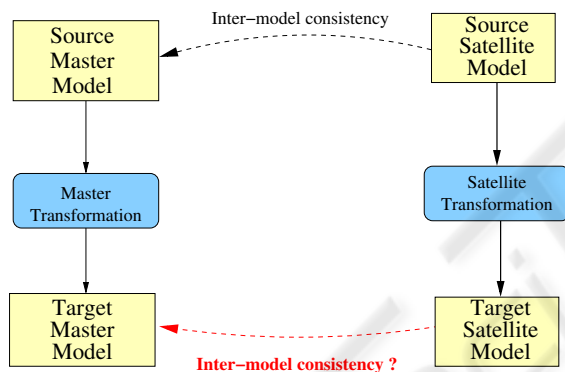 Inter−model consistency
Source
Master
Model
Source
Satellite
Model
Master
Transformation
Satellite
Transformation
Target
Master
Model
Target
Satellite
Model
Inter−model consistency ?